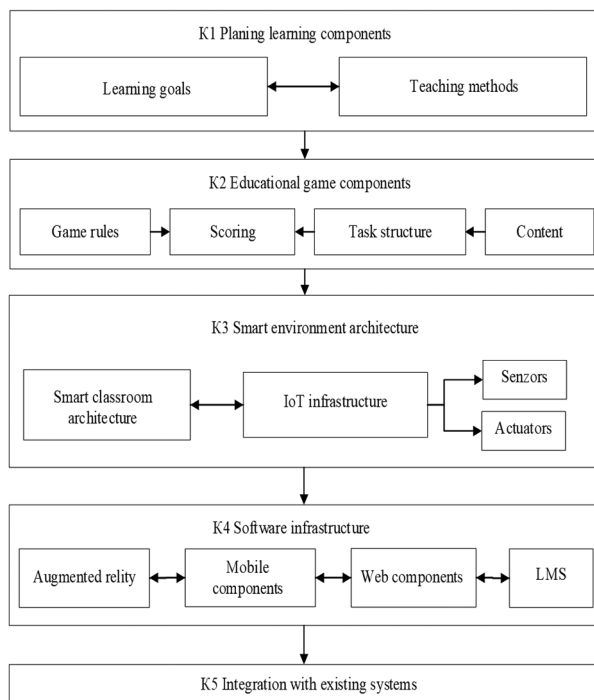 K1 Planing learning components
Learning goals
Teaching methods
K2 Educational game components
Game rules
Scoring
Task structure
Content
K3 Smart environment architecture
Smart classroom
architecture
IoT infrastructure
Senzors
Actuators
K4 Software infrastructure
Augmented relity
Mobile
components
Web components
LMS
K5 Integration with existing systems